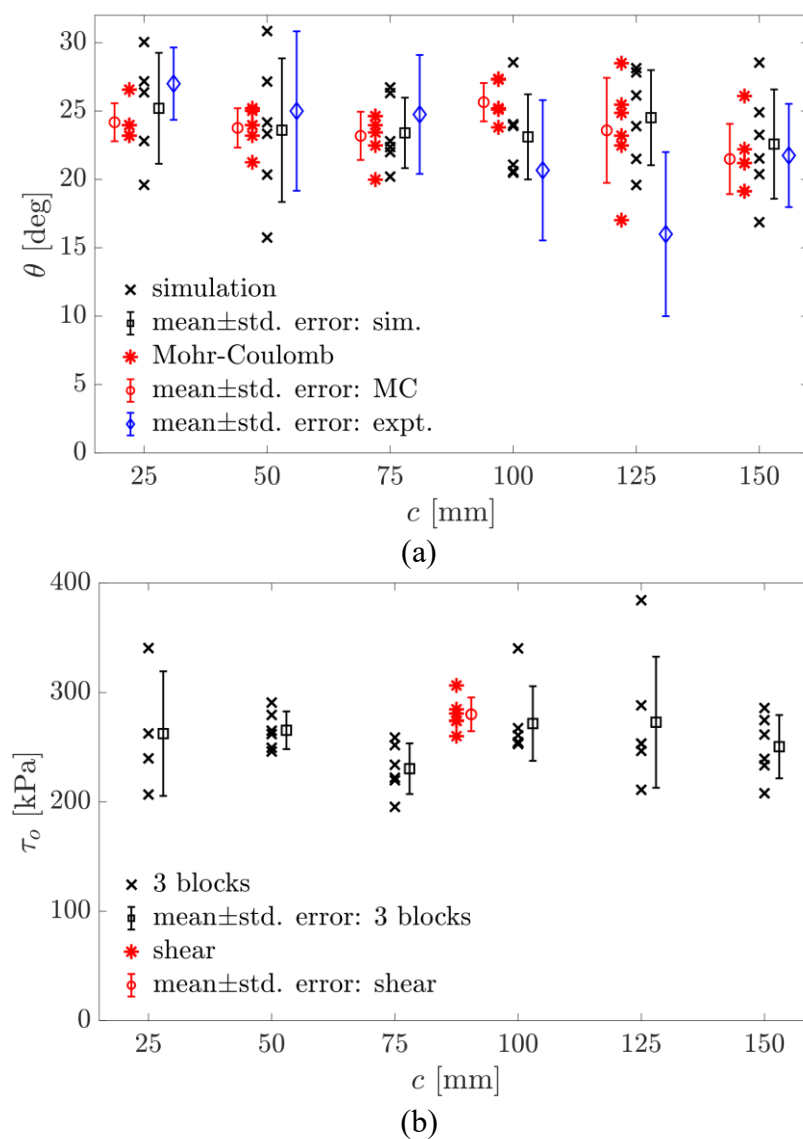 30
25
20
15
10
5
0
θ [deg]
simulation
mean±std. error: sim.
Mohr-Coulomb
mean±std. error: MC
mean±std. error: expt.
25 50 75 100 125 150
c [mm]
(a)
400
300
200
100
0
τo [kPa]
3 blocks
mean±std. error: 3 blocks
shear
mean±std. error: shear
25 50 75 100 125 150
c [mm]
(b)